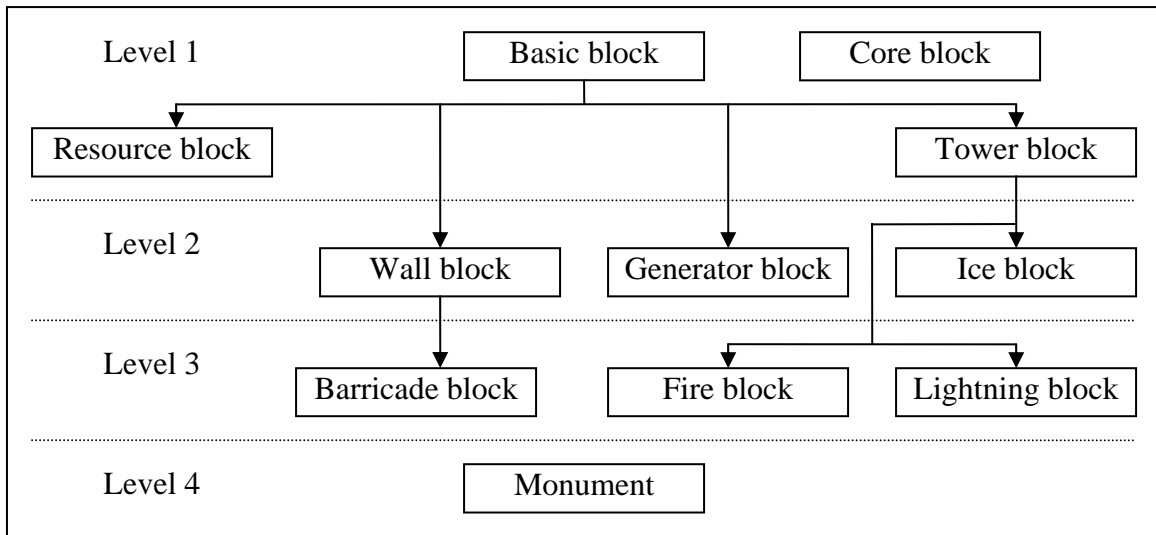 Level 1
Basic block
Core block
Resource block
Tower block
Level 2
Wall block
Generator block
Ice block
Level 3
Barricade block
Fire block
Lightning block
Level 4
Monument